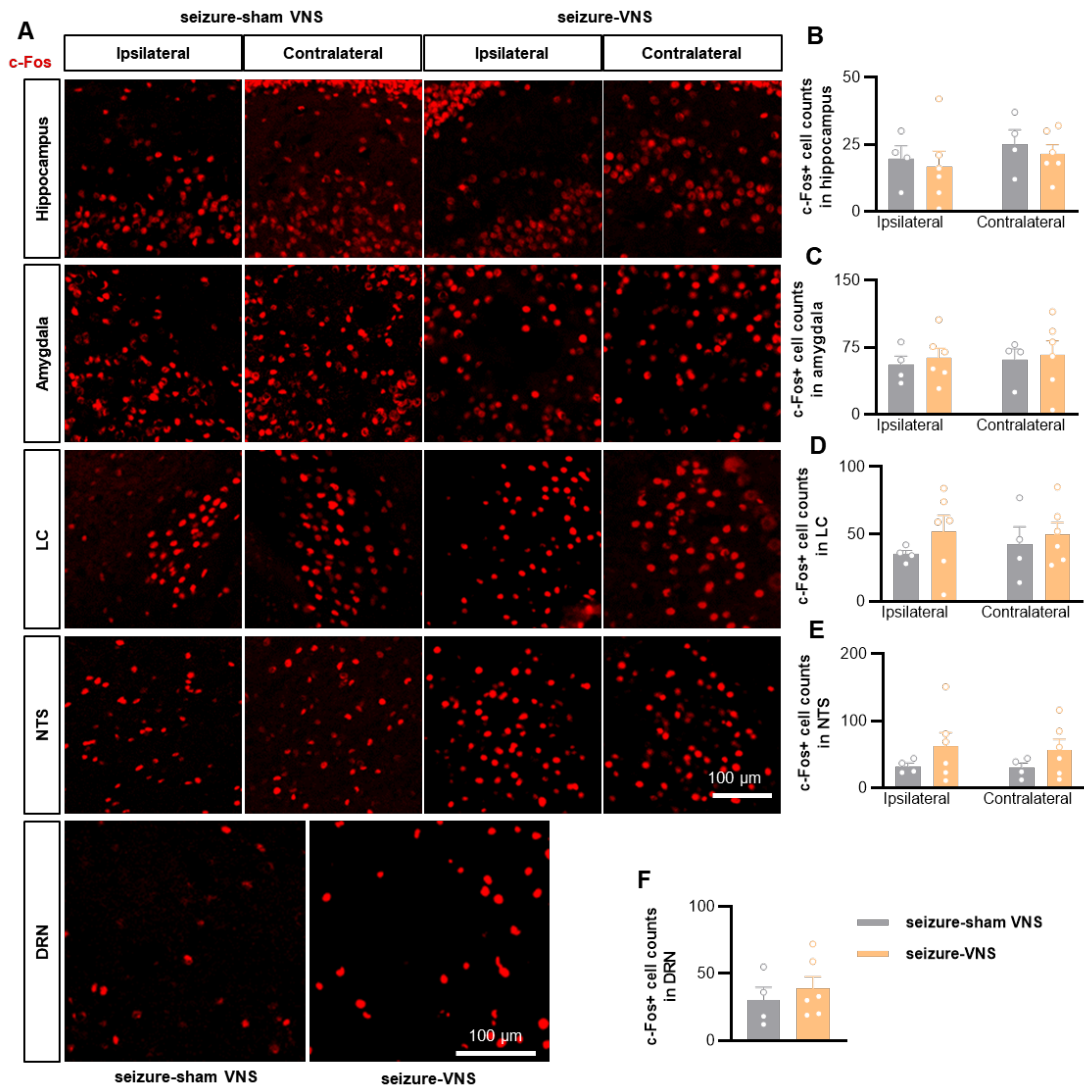 A
seizure-sham VNS
seizure-VNS
c-Fos
Ipsilateral
Contralateral
Ipsilateral
Contralateral
Hippocampus
Amygdala
LC
NTS
100 µm
DRN
100 µm
seizure-sham VNS
seizure-VNS
B
c-Fos+ cell counts
in hippocampus
50
25
0
Ipsilateral
Contralateral
C
c-Fos+ cell counts
in amygdala
150
75
0
Ipsilateral
Contralateral
D
c-Fos+ cell counts
in LC
100
50
0
Ipsilateral
Contralateral
E
c-Fos+ cell counts
in NTS
200
100
0
Ipsilateral
Contralateral
F
c-Fos+ cell counts
in DRN
100
50
0
seizure-sham VNS
seizure-VNS